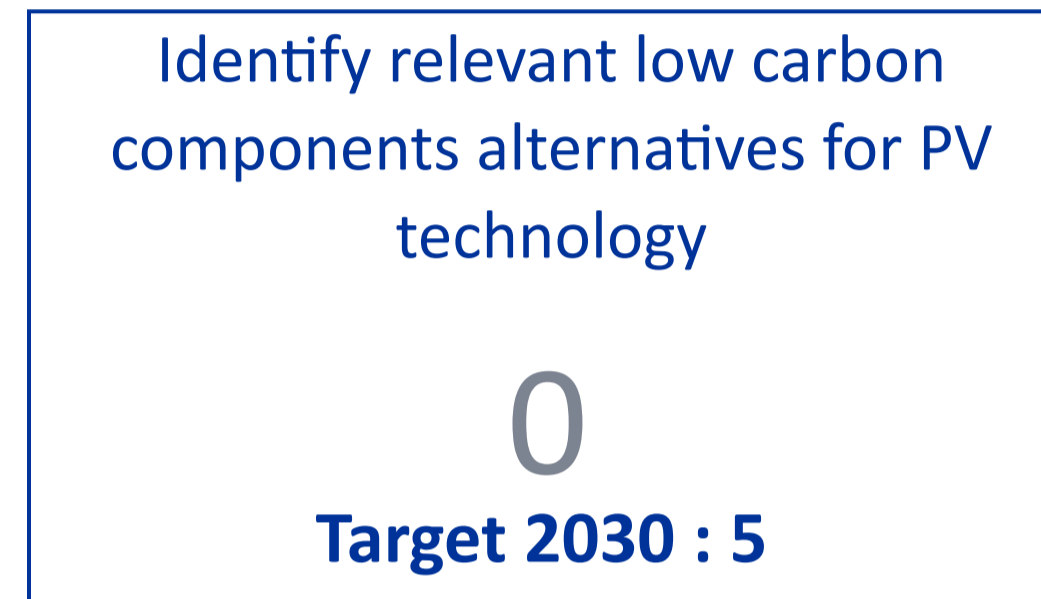 Identify relevant low carbon
components alternatives for PV
technology
0
Target 2030 : 5